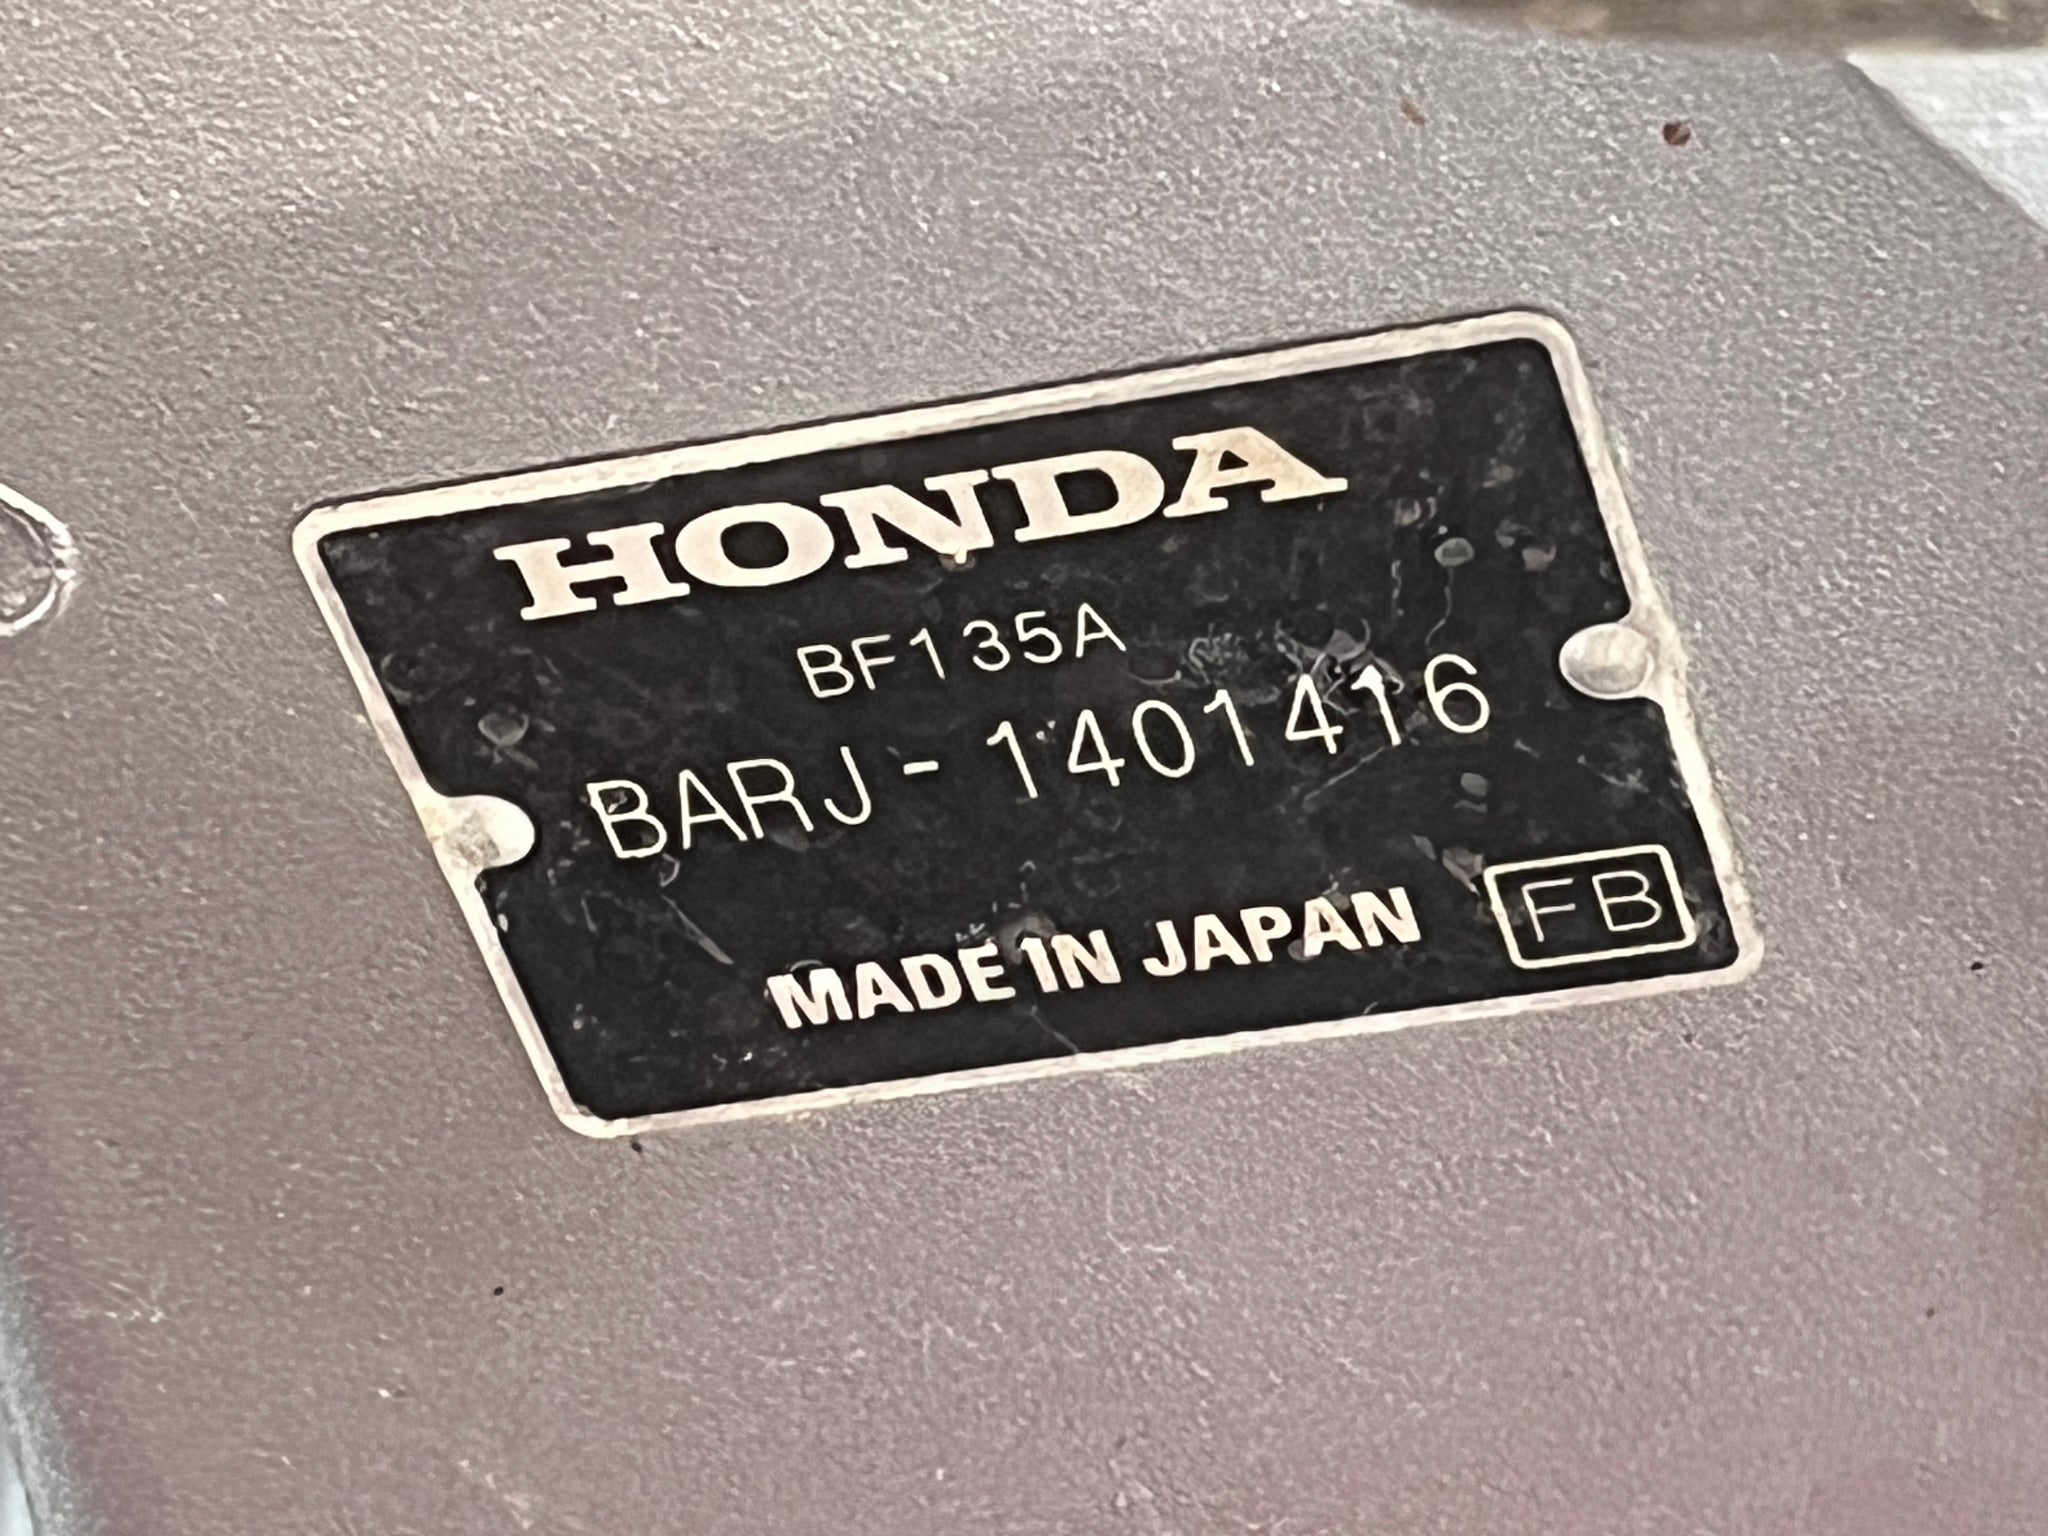 HONDA
BF135A
BARJ-1401416
MADE IN JAPAN
FB